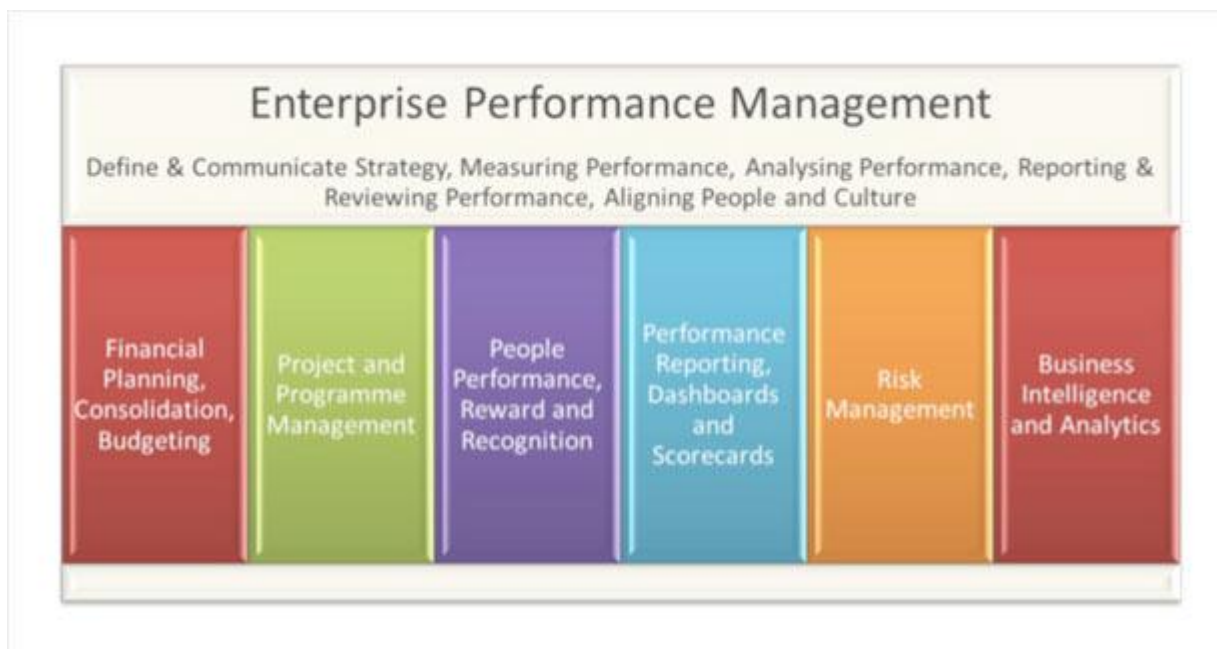 Enterprise Performance Management
Define & Communicate Strategy, Measuring Performance, Analysing Performance, Reporting &
Reviewing Performance, Aligning People and Culture
Financial
Planning,
Consolidation,
Budgeting
Project and
Programme
Management
People
Performance,
Reward and
Recognition
Performance
Reporting,
Dashboards
and
Scorecards
Risk
Management
Business
Intelligence
and Analytics